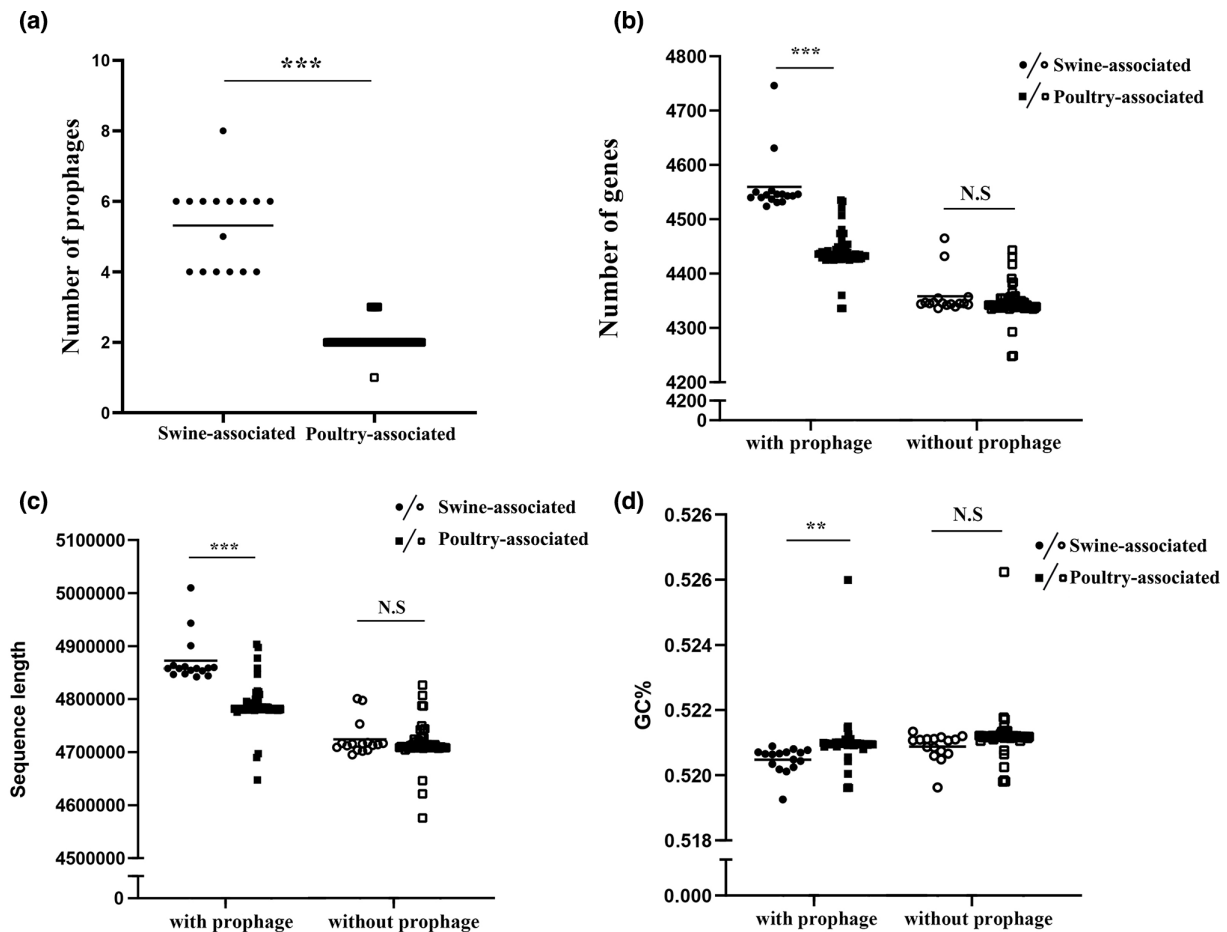 (a)
Number of prophages
10
8
6
4
2
0
***
Swine-associated
Poultry-associated
(b)
Number of genes
4800
4700
4600
4500
4400
4300
4200
4200
0
***
N.S
Swine-associated
Poultry-associated
with prophage
without prophage
(c)
Sequence length
5100000
5000000
4900000
4800000
4700000
4600000
4500000
0
***
N.S
Swine-associated
Poultry-associated
with prophage
without prophage
(d)
GC%
0.526
0.526
0.524
0.522
0.520
0.518
0.000
**
N.S
Swine-associated
Poultry-associated
with prophage
without prophage